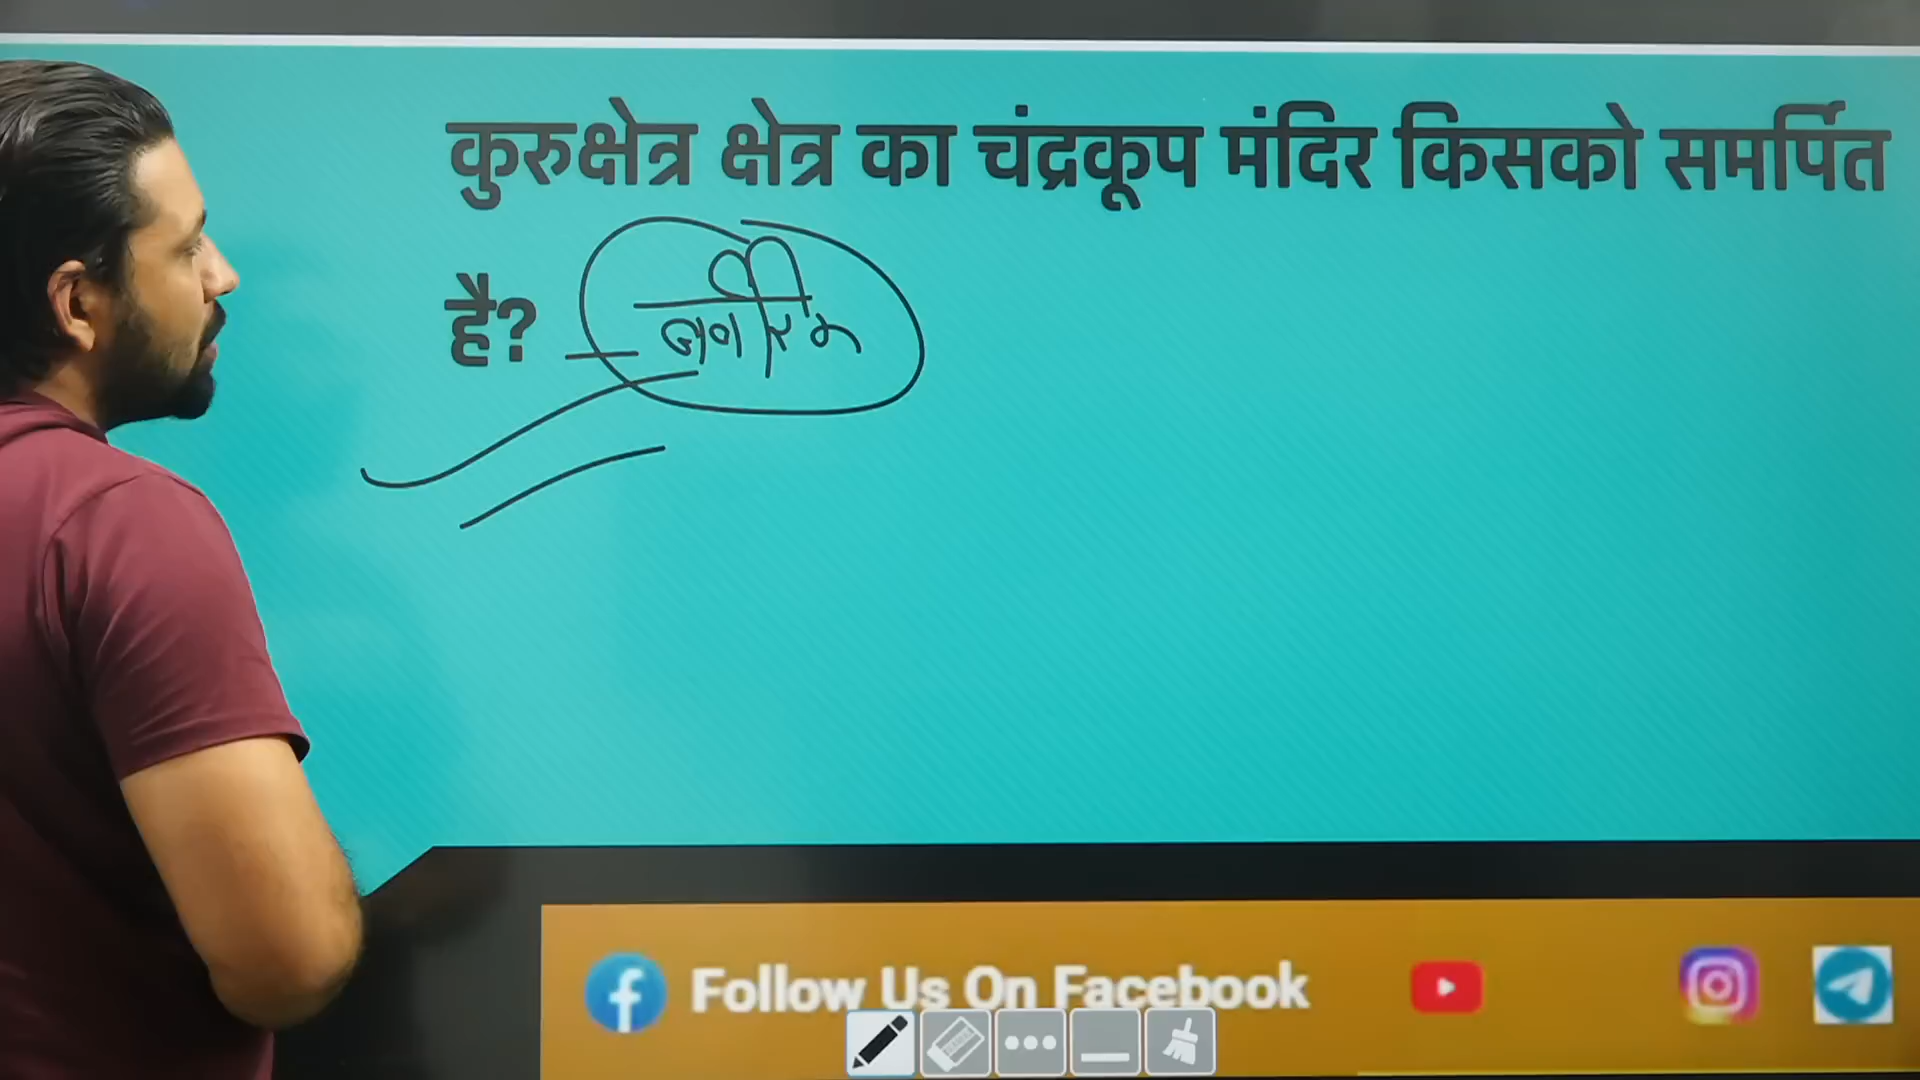 कुरुक्षेत्र क्षेत्र का चंद्रकूप मंदिर किसको समर्पित
है?
Follow Us On Facebook